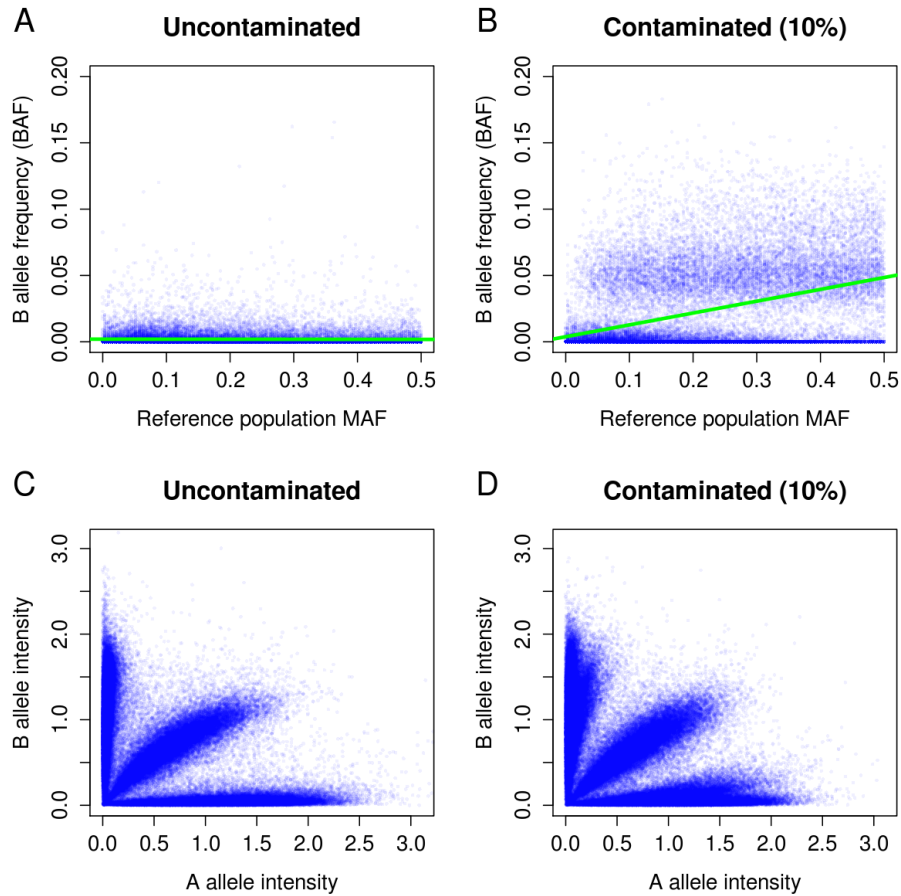 A
Uncontaminated
B allele frequency (BAF)
0.00 0.05 0.10 0.15 0.20
0.0 0.1 0.2 0.3 0.4 0.5
Reference population MAF
B
Contaminated (10%)
B allele frequency (BAF)
0.00 0.05 0.10 0.15 0.20
0.0 0.1 0.2 0.3 0.4 0.5
Reference population MAF
C
Uncontaminated
B allele intensity
0.0 1.0 2.0 3.0
0.0 0.5 1.0 1.5 2.0 2.5 3.0
A allele intensity
D
Contaminated (10%)
B allele intensity
0.0 1.0 2.0 3.0
0.0 0.5 1.0 1.5 2.0 2.5 3.0
A allele intensity